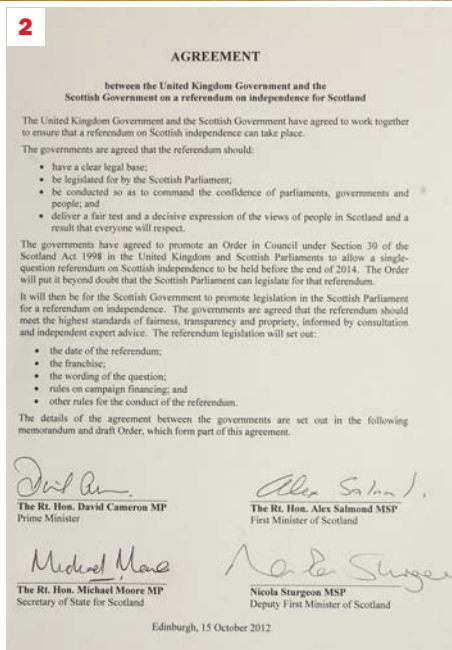 2
AGREEMENT
between the United Kingdom Government and the
Scottish Government on a referendum on independence for Scotland
The United Kingdom Government and the Scottish Government have agreed to work together
to ensure that a referendum on Scottish independence can take place.
The governments are agreed that the referendum should:
• have a clear legal base;
• be legislated for by the Scottish Parliament;
• be conducted so as to command the confidence of parliaments, governments and
people; and
• deliver a fair test and a decisive expression of the views of people in Scotland and a
result that everyone will respect.
The governments have agreed to promote an Order in Council under Section 30 of the
Scotland Act 1998 in the United Kingdom and Scottish Parliaments to allow a single-
question referendum on Scottish independence to be held before the end of 2014. The Order
will put it beyond doubt that the Scottish Parliament can legislate for that referendum.
It will then be for the Scottish Government to promote legislation in the Scottish Parliament
for a referendum on independence. The governments are agreed that the referendum should
meet the highest standards of fairness, transparency and propriety, informed by consultation
and independent expert advice. The referendum legislation will set out:
• the date of the referendum;
• the franchise;
• the wording of the question;
• rules on campaign financing; and
• other rules for the conduct of the referendum.
The details of the agreement between the governments are set out in the following
memorandum and draft Order, which form part of this agreement.
The Rt. Hon. David Cameron MP
Prime Minister
Alex Salmond
The Rt. Hon. Alex Salmond MSP
First Minister of Scotland
Michael Moore
The Rt. Hon. Michael Moore MP
Secretary of State for Scotland
Nicola Sturgeon MSP
Deputy First Minister of Scotland
Edinburgh, 15 October 2012